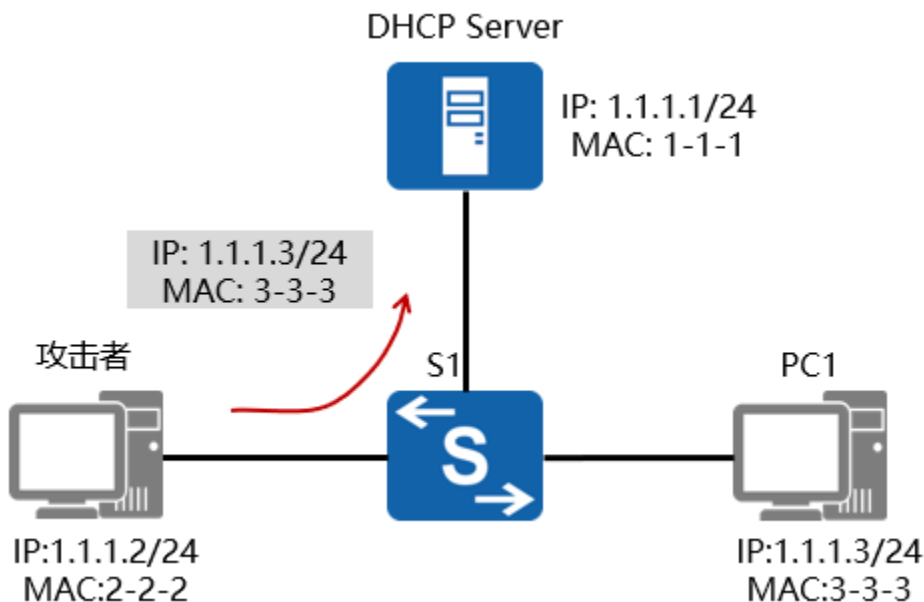 DHCP Server
IP: 1.1.1.1/24
MAC: 1-1-1
IP: 1.1.1.3/24
MAC: 3-3-3
攻击者
S1
PC1
S
IP:1.1.1.2/24
MAC:2-2-2
IP:1.1.1.3/24
MAC:3-3-3